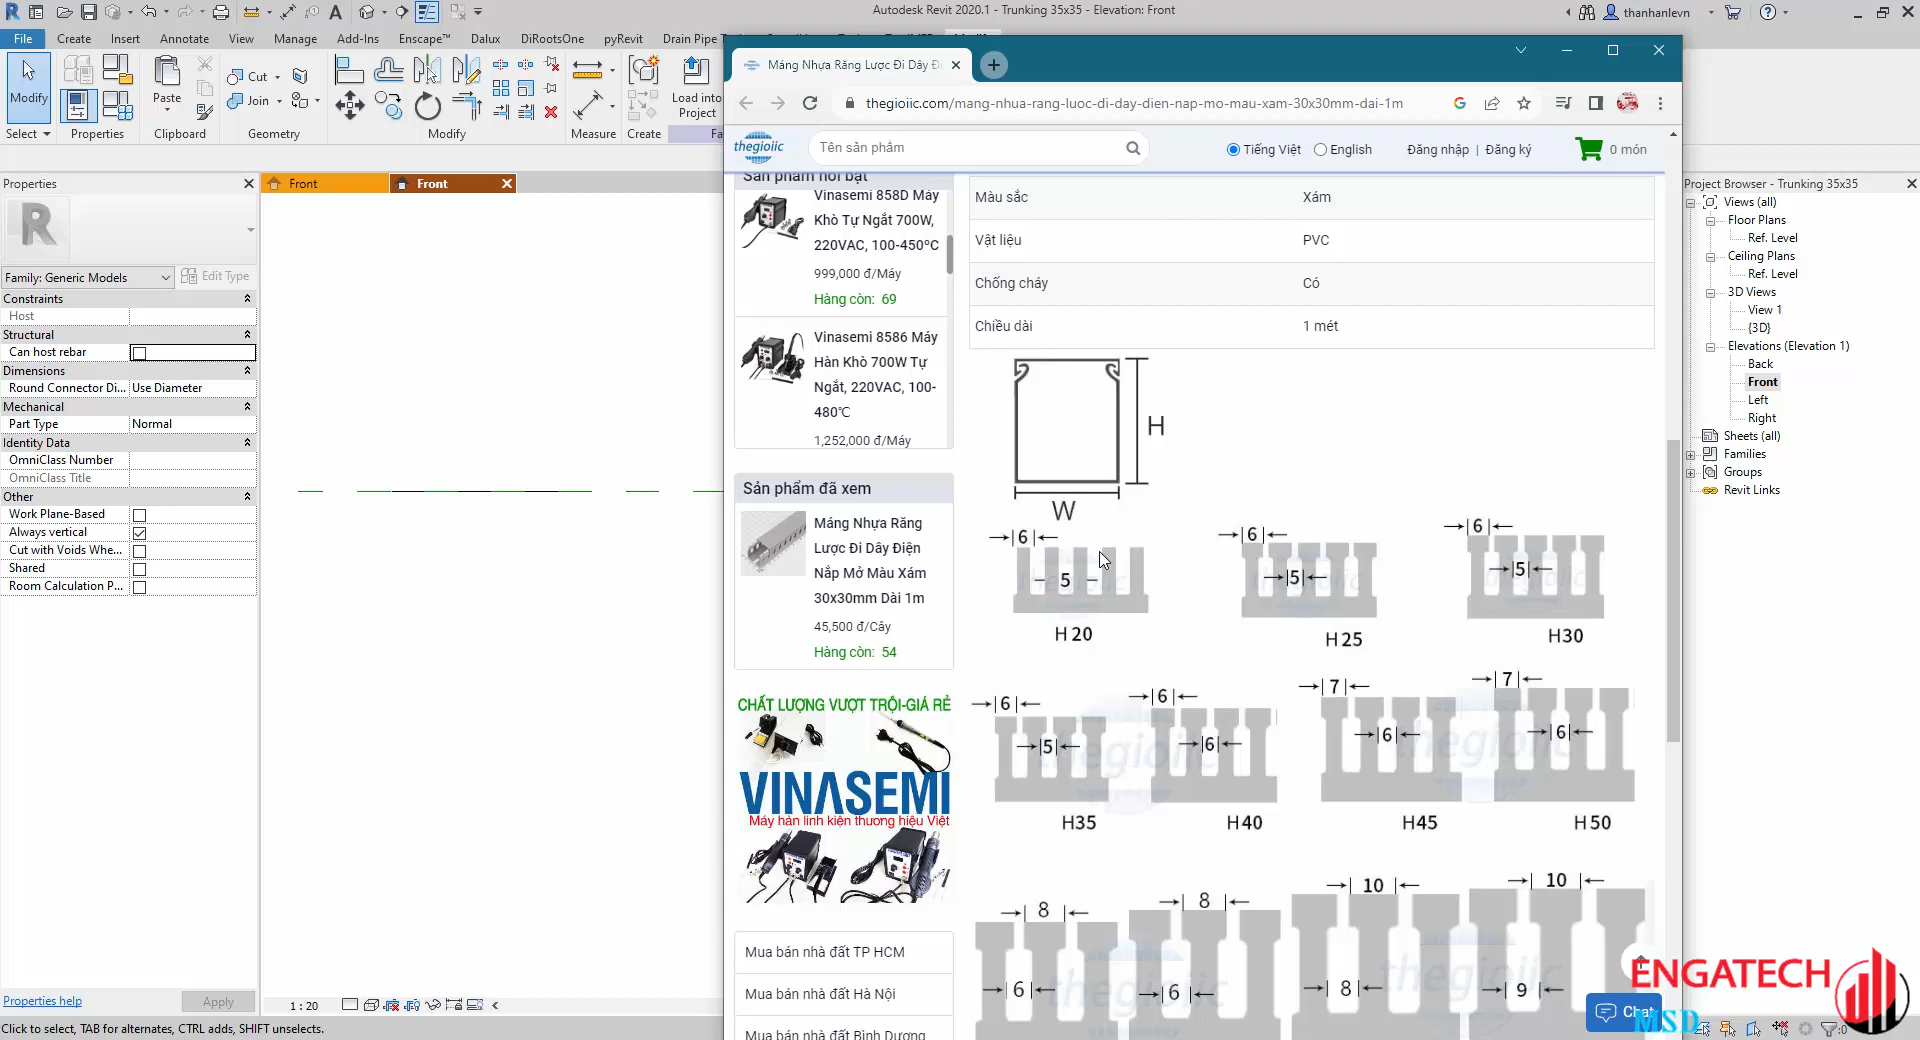 Autodesk Revit 2020.1 - Trunking 35x35 - Elevation: Front
thanhanlevn
File Create Insert Annotate View Manage Add-Ins Enscape™ Dalux DiRootsOne pyRevit Drain Pipe
Modify
Paste
Cut
Join
Load into
Project
Select Properties Clipboard Geometry Modify Measure Create
Properties
Front
Front
Family: Generic Models
Edit Type
Constraints
Host
Structural
Can host rebar
Dimensions
Round Connector Di... Use Diameter
Mechanical
Part Type Normal
Identity Data
OmniClass Number
OmniClass Title
Other
Work Plane-Based
Always vertical
Cut with Voids Whe...
Shared
Room Calculation P...
Properties help
Apply
1 : 20
Click to select, TAB for alternates, CTRL adds, SHIFT unselects.
Máng Nhựa Răng Lược Đi Dây Đi
thegioiic.com/mang-nhua-rang-luoc-di-day-dien-nap-mo-mau-xam-30x30mm-dai-1m
thegioiic
Tên sản phẩm
Tiếng Việt
English
Đăng nhập | Đăng ký
0 món
Sản phẩm nổi bật
Vinasemi 858D Máy
Khò Tự Ngắt 700W,
220VAC, 100-450ºC
999,000 đ/Máy
Hàng còn: 69
Vinasemi 8586 Máy
Hàn Khò 700W Tự
Ngắt, 220VAC, 100-
480℃
1,252,000 đ/Máy
Sản phẩm đã xem
Máng Nhựa Răng
Lược Đi Dây Điện
Nắp Mở Màu Xám
30x30mm Dài 1m
45,500 đ/Cây
Hàng còn: 54
CHẤT LƯỢNG VƯỢT TRỘI-GIÁ RẺ
VINASEMI
Máy hàn linh kiện thương hiệu Việt
Mua bán nhà đất TP HCM
Mua bán nhà đất Hà Nội
Mua bán nhà đất Bình Dương
Màu sắc Xám
Vật liệu PVC
Chống cháy Có
Chiều dài 1 mét
H
W
6 6 6
5 5 5
H20 H25 H30
6 6 7 7
5 6 6 6
thegioiic thegioiic
H35 H40 H45 H50
8 8 10 10
6 6 8 9
thegioiic thegioiic
Chat
Project Browser - Trunking 35x35
Views (all)
Floor Plans
Ref. Level
Ceiling Plans
Ref. Level
3D Views
View 1
{3D}
Elevations (Elevation 1)
Back
Front
Left
Right
Sheets (all)
Families
Groups
Revit Links
ENGATECH
MSD
:0